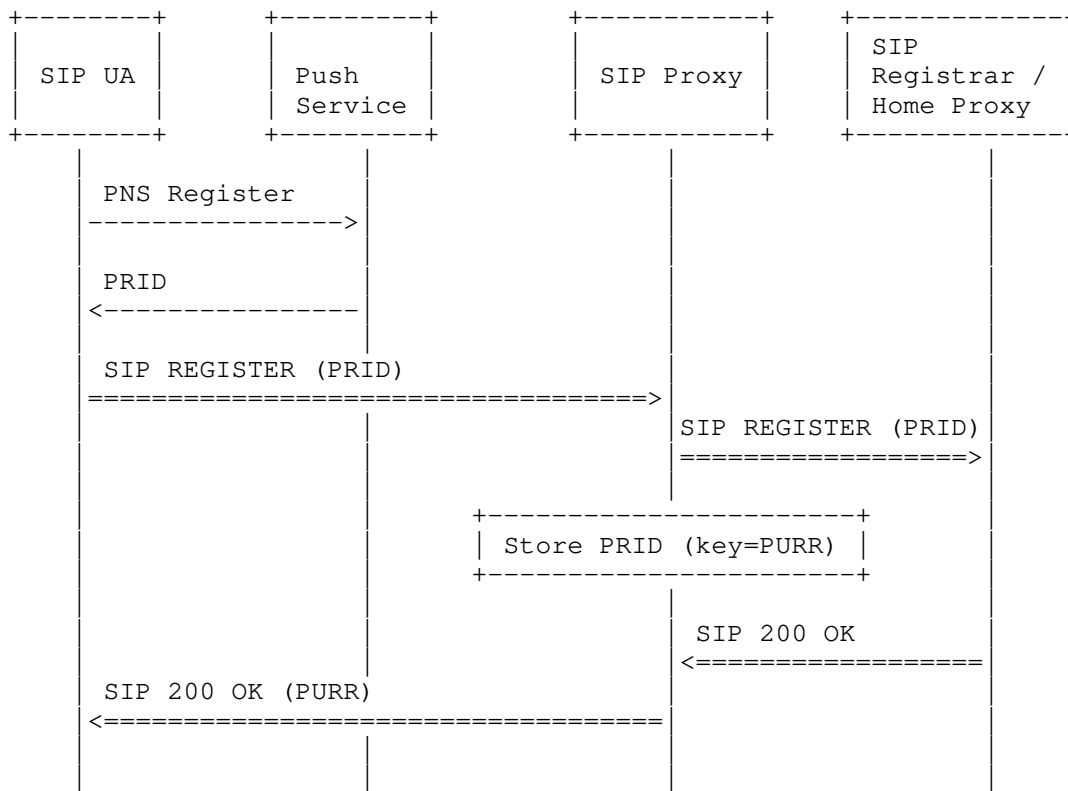 SIP UA
Push
Service
SIP Proxy
SIP
Registrar /
Home Proxy
PNS Register
PRID
SIP REGISTER (PRID)
SIP REGISTER (PRID)
Store PRID (key=PURR)
SIP 200 OK
SIP 200 OK (PURR)